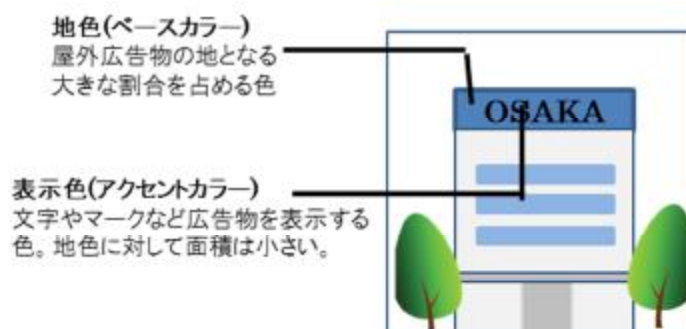 地色(ベースカラー)
屋外広告物の地となる
大きな割合を占める色
OSAKA
表示色(アクセントカラー)
文字やマークなど広告物を表示する
色。地色に対して面積は小さい。